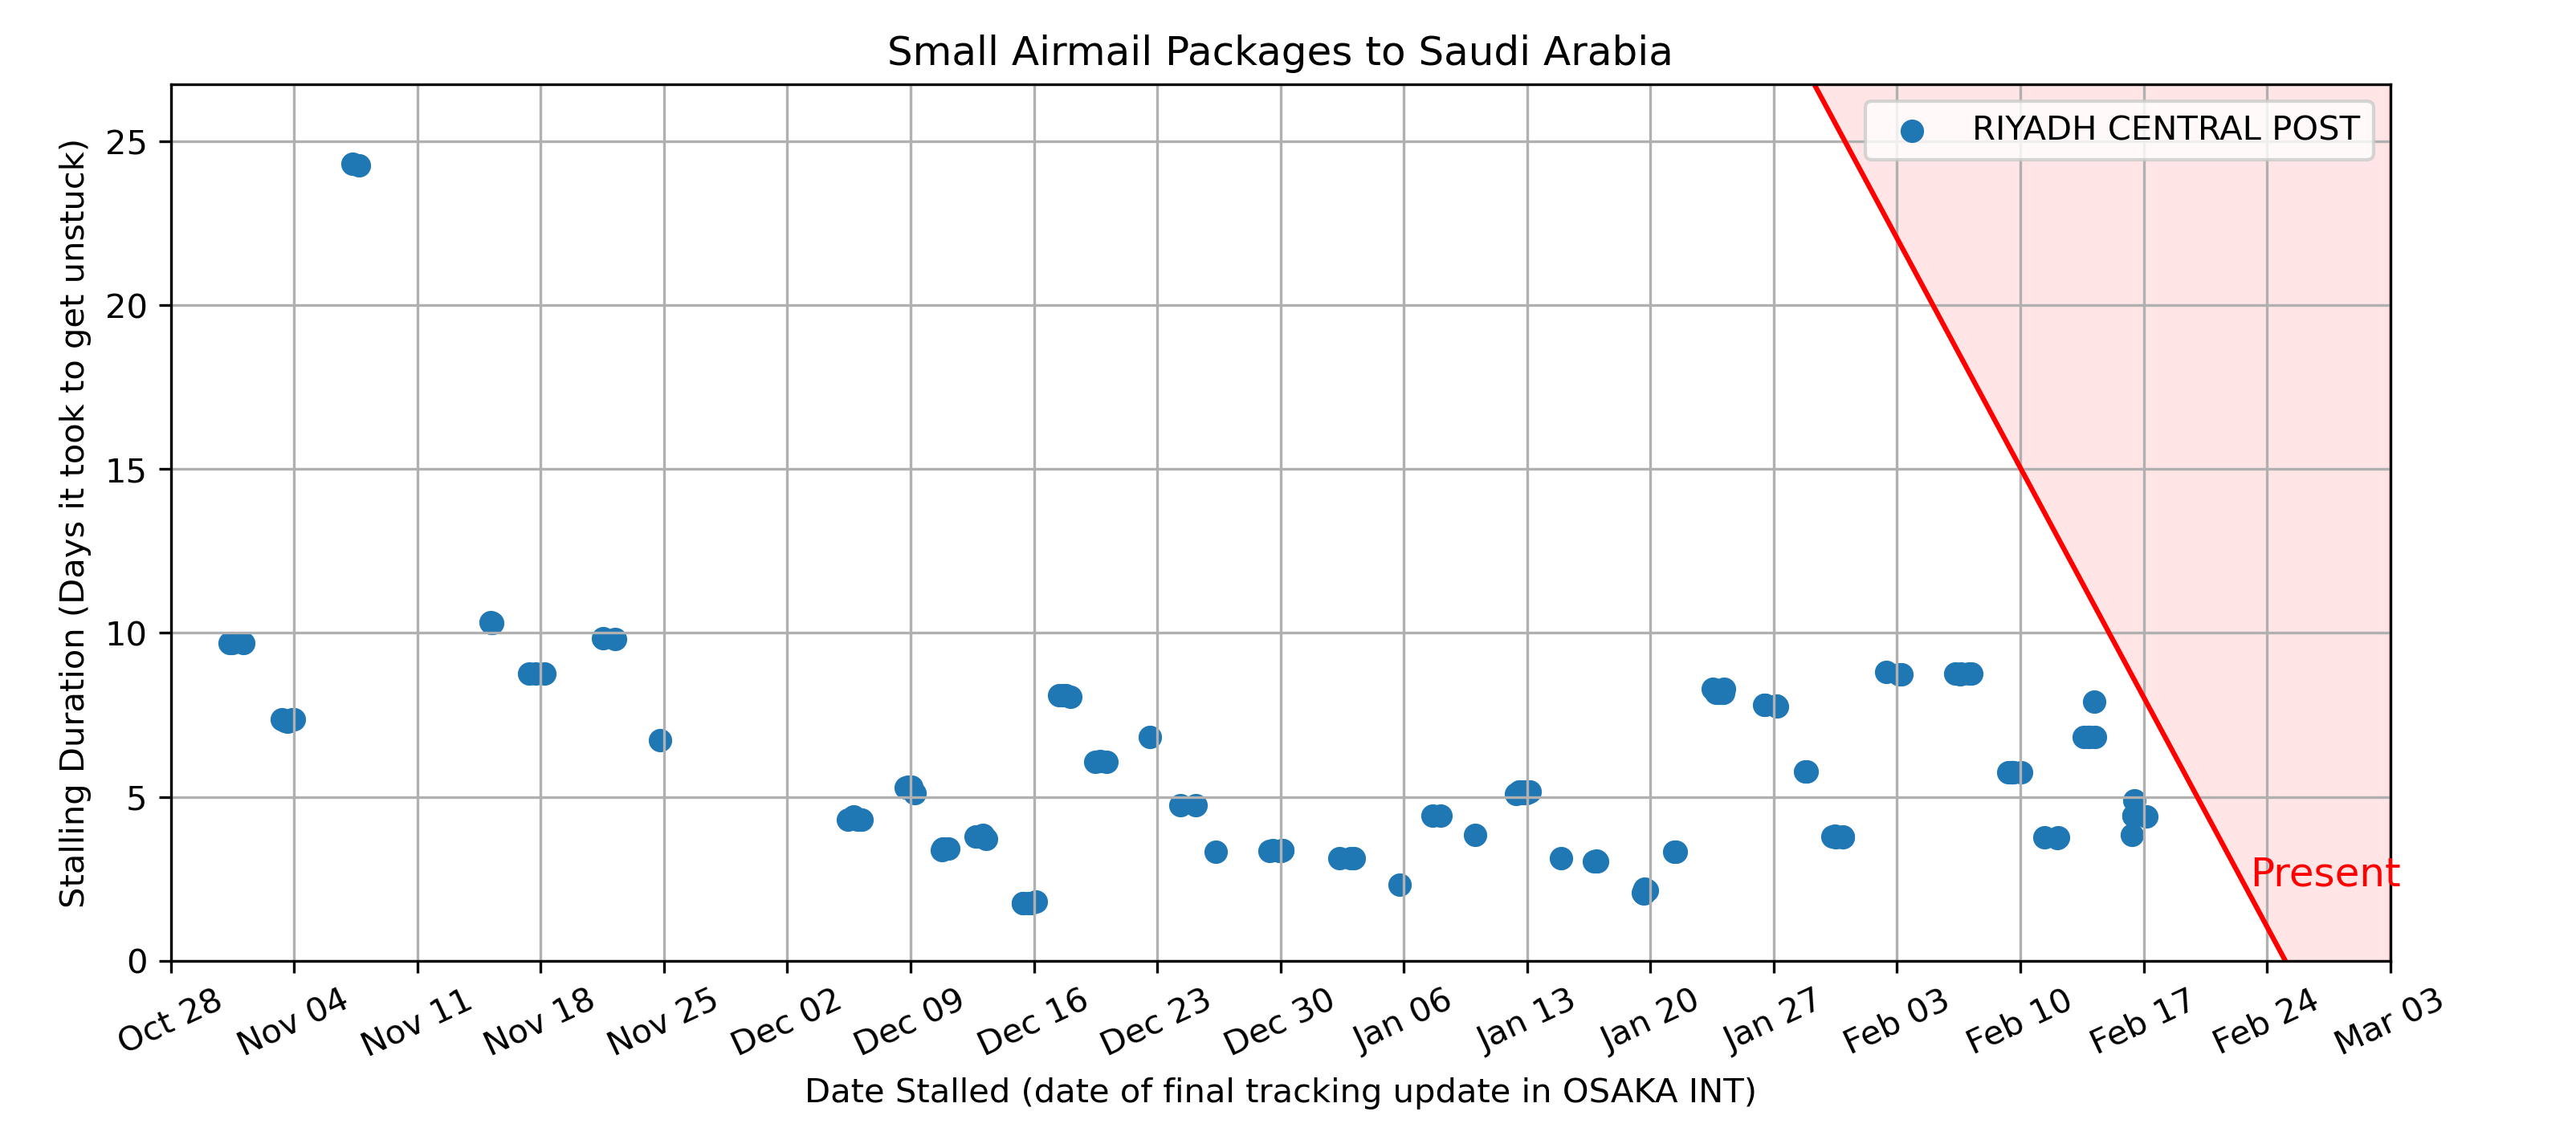 Small Airmail Packages to Saudi Arabia
RIYADH CENTRAL POST
Stalling Duration (Days it took to get unstuck)
25
20
15
10
5
0
Present
Oct 28
Nov 04
Nov 11
Nov 18
Nov 25
Dec 02
Dec 09
Dec 16
Dec 23
Dec 30
Jan 06
Jan 13
Jan 20
Jan 27
Feb 03
Feb 10
Feb 17
Feb 24
Mar 03
Date Stalled (date of final tracking update in OSAKA INT)